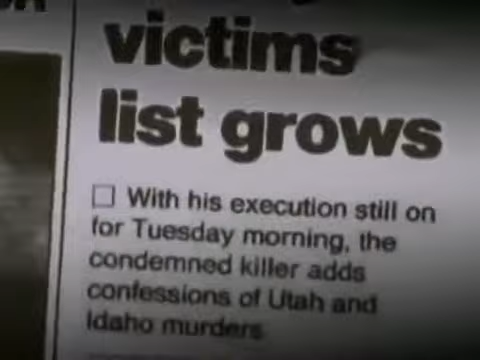 victims
list grows
With his execution still on
for Tuesday morning, the
condemned killer adds
confessions of Utah and
Idaho murders